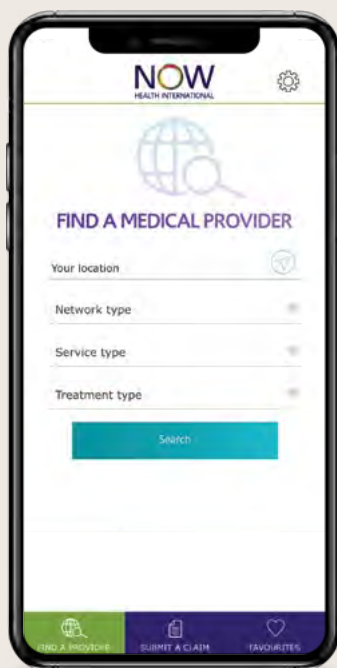 NOW
HEALTH INTERNATIONAL
FIND A MEDICAL PROVIDER
Your location
Network type
Service type
Treatment type
Search
FIND A PROVIDER
SUBMIT A CLAIM
FAVOURITES